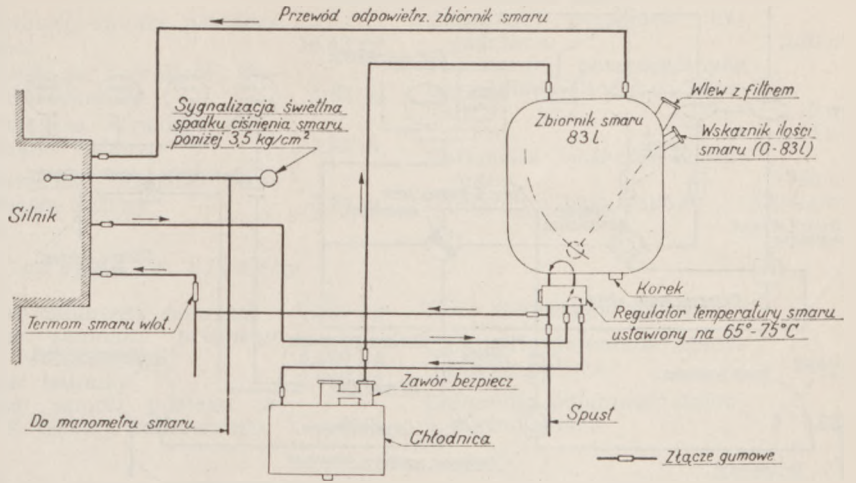 Przewód odpowietrz. zbiornik smaru
Sygnalizacja świetlna
spadku ciśnienia smaru
poniżej 3,5 kg/cm²
Zbiornik smaru
83 l.
Wlew z filtrem
Wskaznik ilości
smaru (0-83l)
Silnik
Korek
Termom smaru wlot.
Regulator temperatury smaru
ustawiony na 65°-75°C
Zawór bezpiecz
Do manometru smaru
Chłodnica
Spust
Złącze gumowe